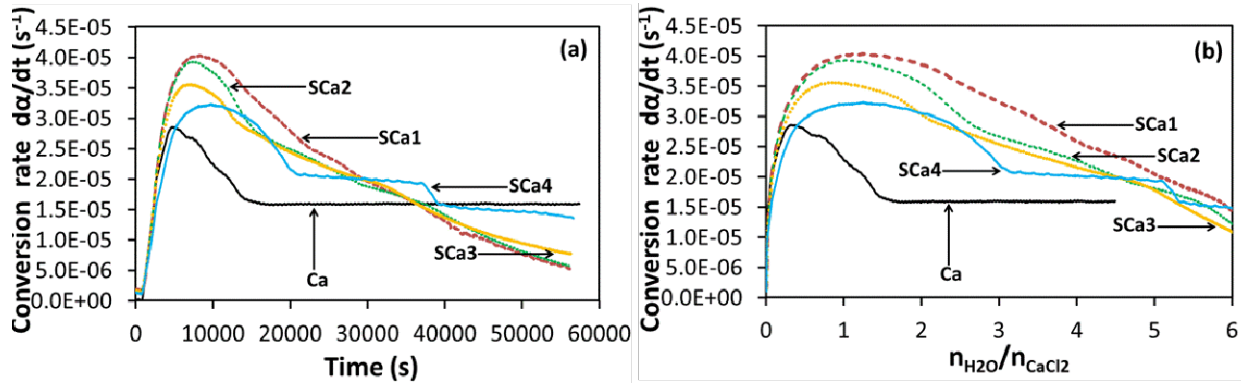 Conversion rate dα/dt (s⁻¹)
4.5E-05
4.0E-05
3.5E-05
3.0E-05
2.5E-05
2.0E-05
1.5E-05
1.0E-05
5.0E-06
0.0E+00
(a)
SCa2
SCa1
SCa4
SCa3
Ca
0 10000 20000 30000 40000 50000 60000
Time (s)
Conversion rate dα/dt (s⁻¹)
4.5E-05
4.0E-05
3.5E-05
3.0E-05
2.5E-05
2.0E-05
1.5E-05
1.0E-05
5.0E-06
0.0E+00
(b)
SCa1
SCa2
SCa4
SCa3
Ca
0 1 2 3 4 5 6
nH2O/nCaCl2